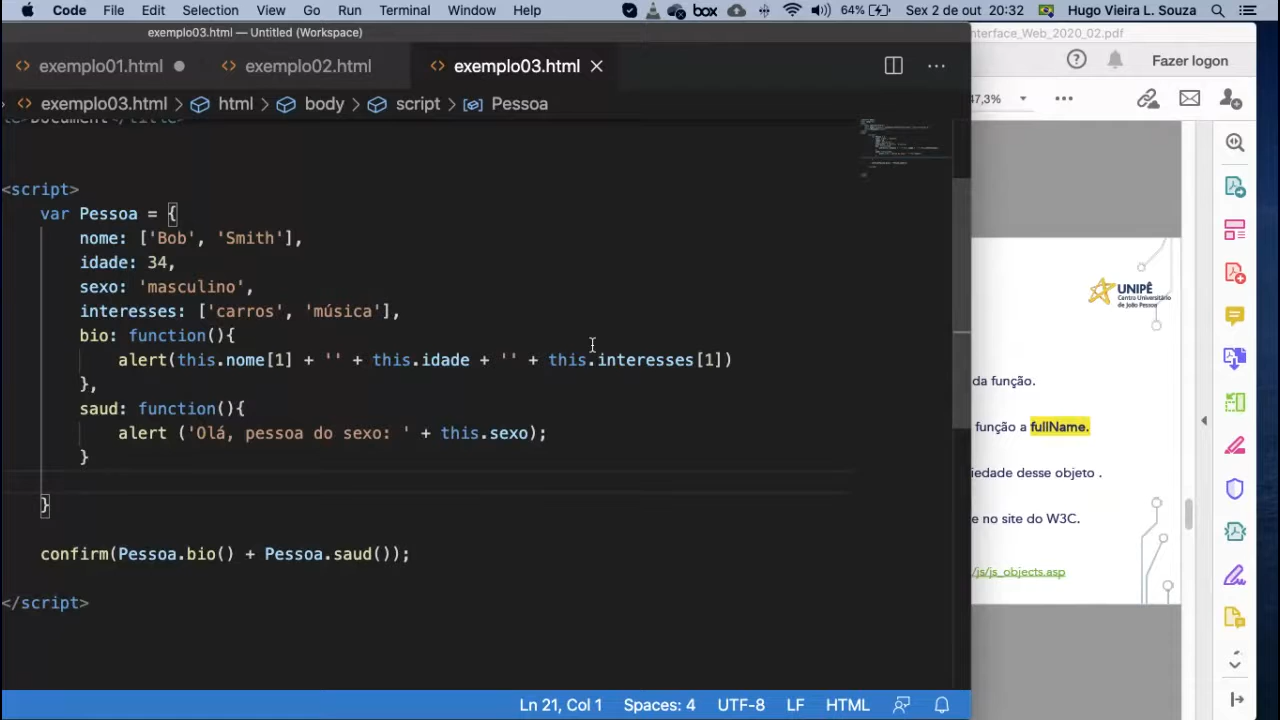 Code File Edit Selection View Go Run Terminal Window Help box 64% Sex 2 de out 20:32 Hugo Vieira L. Souza
exemplo03.html — Untitled (Workspace)
nterface_Web_2020_02.pdf
exemplo01.html exemplo02.html exemplo03.html
Fazer logon
exemplo03.html > html > body > script > Pessoa
47,3%
le>Document</title>
<script>
var Pessoa = {
nome: ['Bob', 'Smith'],
idade: 34,
sexo: 'masculino',
interesses: ['carros', 'música'],
bio: function(){
alert(this.nome[1] + '' + this.idade + '' + this.interesses[1])
},
saud: function(){
alert ('Olá, pessoa do sexo: ' + this.sexo);
}
}
confirm(Pessoa.bio() + Pessoa.saud());
</script>
UNIPÊ
Centro Universitário
de João Pessoa
da função.
função a fullName.
iedade desse objeto .
e no site do W3C.
/js/js_objects.asp
Ln 21, Col 1 Spaces: 4 UTF-8 LF HTML